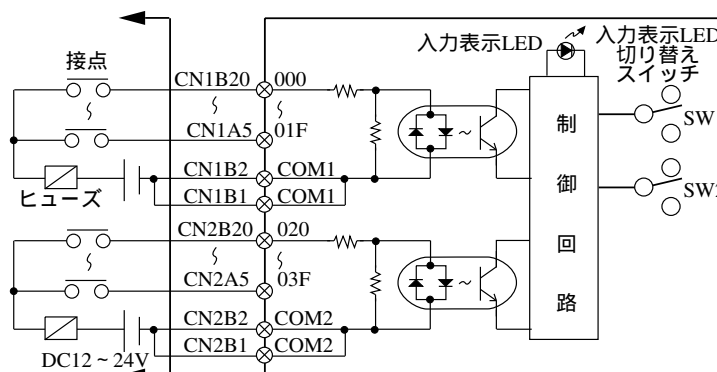 入力表示LED
入力表示LED
切り替え
スイッチ
接点
CN1B20 000
CN1A5 01F
CN1B2 COM1
CN1B1 COM1
ヒューズ
SW
制御回路
SW2
CN2B20 020
CN2A5 03F
CN2B2 COM2
CN2B1 COM2
DC12~24V